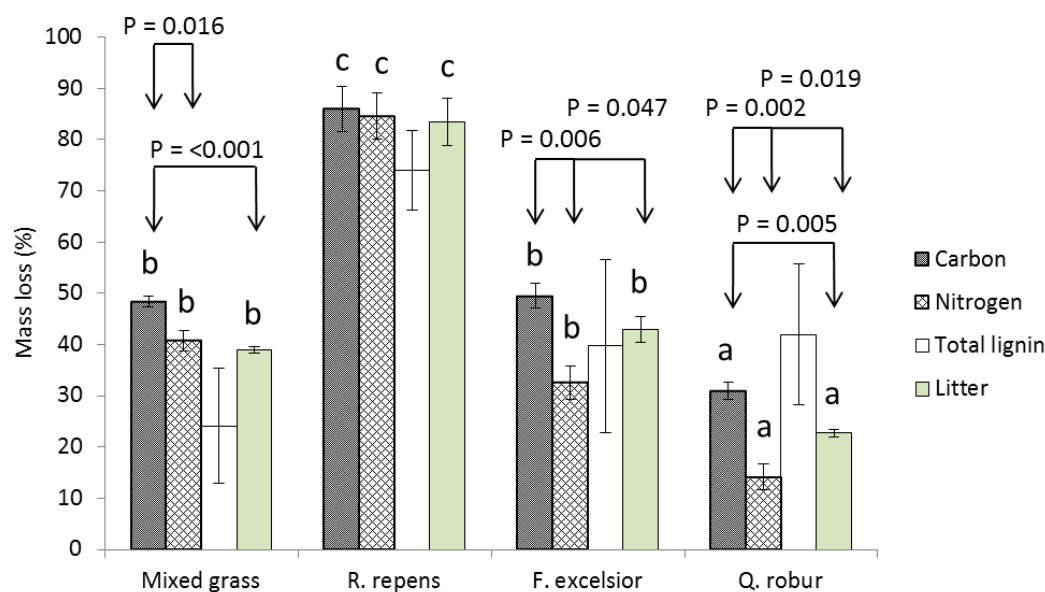 P = 0.016
100
90
80
70
60
50
40
30
20
10
0
Mass loss (%)
P = <0.001
b
b
b
c
c
c
P = 0.047
P = 0.006
b
b
b
P = 0.019
P = 0.002
P = 0.005
a
a
a
Carbon
Nitrogen
Total lignin
Litter
Mixed grass
R. repens
F. excelsior
Q. robur